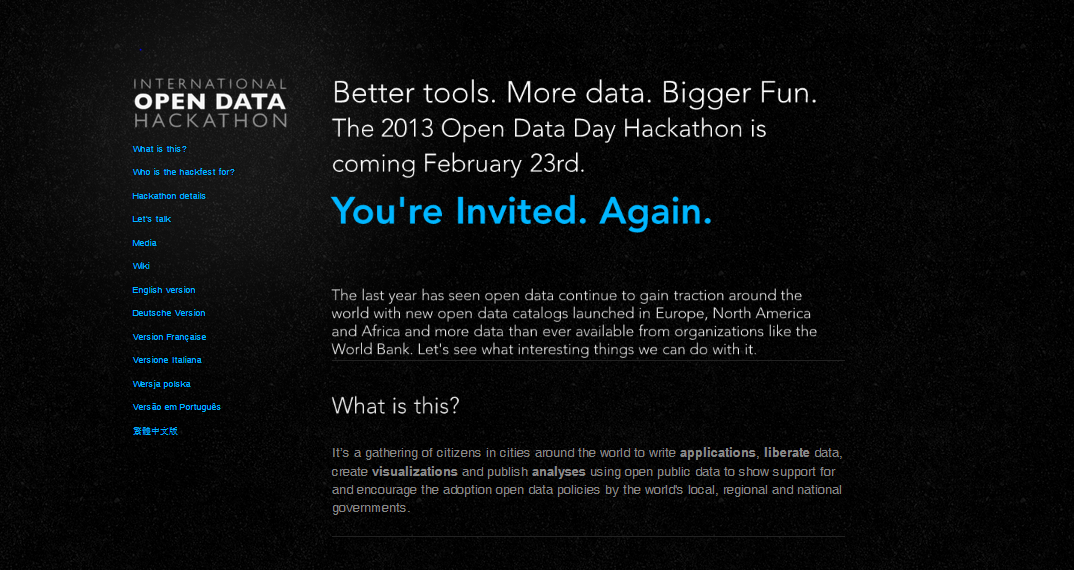 INTERNATIONAL
OPEN DATA
HACKATHON
What is this?
Who is the hackfest for?
Hackathon details
Let's talk
Media
Wiki
English version
Deutsche Version
Version Française
Versione Italiana
Wersja polska
Versão em Português
繁體中文版
Better tools. More data. Bigger Fun.
The 2013 Open Data Day Hackathon is
coming February 23rd.
You're Invited. Again.
The last year has seen open data continue to gain traction around the
world with new open data catalogs launched in Europe, North America
and Africa and more data than ever available from organizations like the
World Bank. Let's see what interesting things we can do with it.
What is this?
It's a gathering of citizens in cities around the world to write applications, liberate data,
create visualizations and publish analyses using open public data to show support for
and encourage the adoption open data policies by the world's local, regional and national
governments.